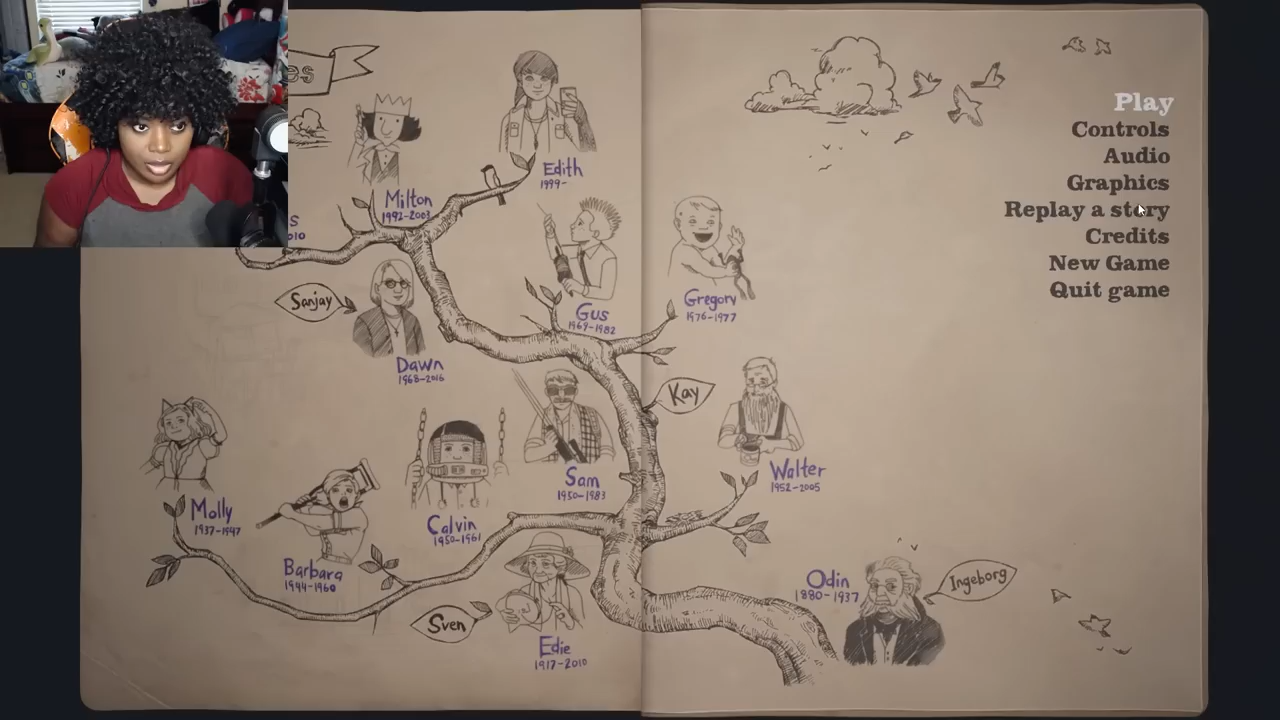 es
Edith
1999-
Milton
1992-2003
s
010
Sanjay
Dawn
1968-2016
Gus
1969-1982
Gregory
1976-1977
Kay
Sam
1950-1983
Walter
1952-2005
Molly
1937-1947
Barbara
1944-1960
Calvin
1950-1961
Sven
Edie
1917-2010
Odin
1880-1937
Ingeborg
Play
Controls
Audio
Graphics
Replay a story
Credits
New Game
Quit game